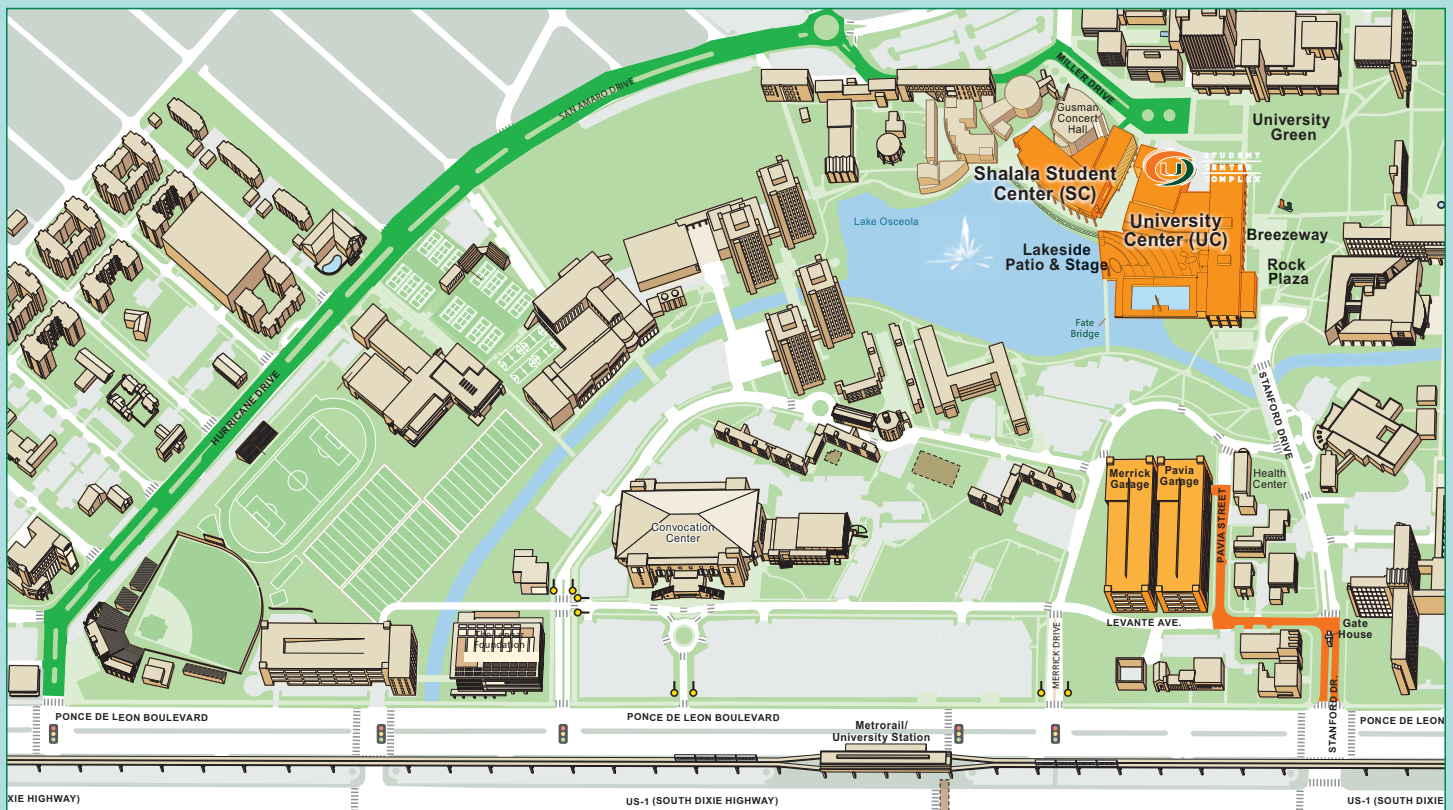 SAN AMARO DRIVE
MILLER DRIVE
Gusman
Concert
Hall
University
Green
U
STUDENT
CENTER
COMPLEX
Shalala Student
Center (SC)
Lake Osceola
University
Center (UC)
Breezeway
Lakeside
Patio & Stage
Rock
Plaza
Fate
Bridge
HURRICANE DRIVE
STANFORD DRIVE
Merrick
Garage
Pavia
Garage
Health
Center
PAVIA STREET
Convocation
Center
LEVANTE AVE.
Gate
House
Foundation
MERRICK DRIVE
STANFORD DR.
PONCE DE LEON BOULEVARD
PONCE DE LEON BOULEVARD
PONCE DE LEON
Metrorail/
University Station
XIE HIGHWAY)
US-1 (SOUTH DIXIE HIGHWAY)
US-1 (SOUTH DIXIE